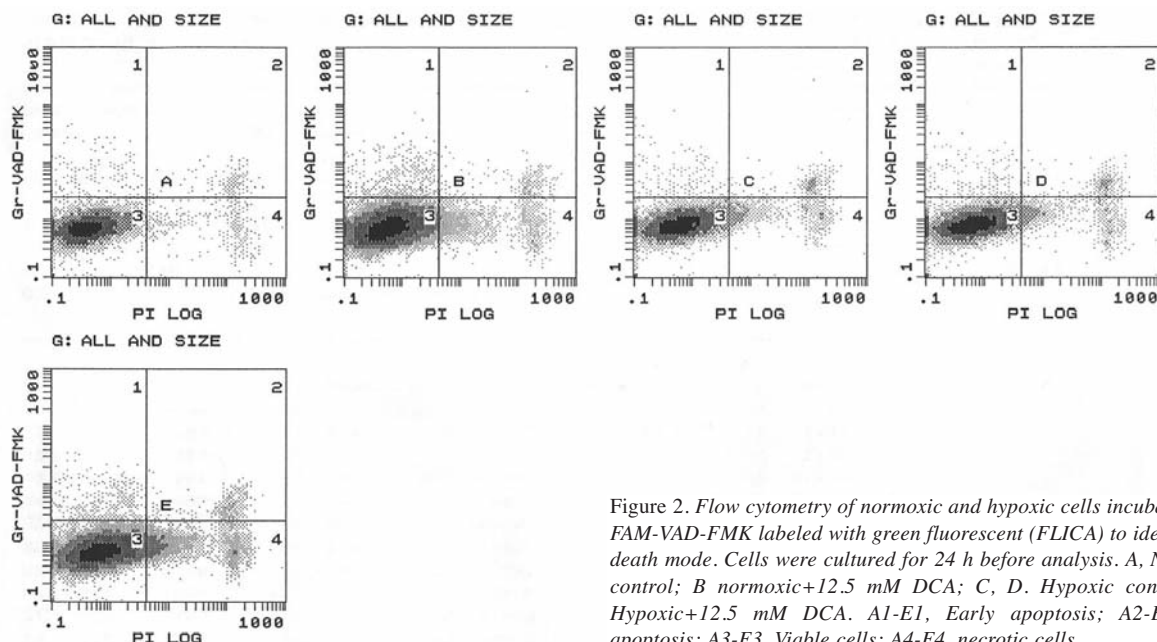 G: ALL AND SIZE
G: ALL AND SIZE
G: ALL AND SIZE
G: ALL AND SIZE
1000
1
2
Gr-VAD-FMK
A
3
4
.1
.1
1000
PI LOG
1000
1
2
Gr-VAD-FMK
B
3
4
.1
.1
1000
PI LOG
1000
1
2
Gr-VAD-FMK
C
3
4
.1
.1
1000
PI LOG
1000
1
2
Gr-VAD-FMK
D
3
4
.1
.1
1000
PI LOG
G: ALL AND SIZE
1000
1
2
Gr-VAD-FMK
E
3
4
.1
.1
1000
PI LOG
Figure 2. Flow cytometry of normoxic and hypoxic cells
FAM-VAD-FMK labeled with green fluorescent (FLICA) to
death mode. Cells were cultured for 24 h before analysis. A,
control; B normoxic+12.5 mM DCA; C, D. Hypoxic
Hypoxic+12.5 mM DCA. A1-E1, Early apoptosis;
apoptosis; A3-E3, Viable cells; A4-E4, necrotic cells.